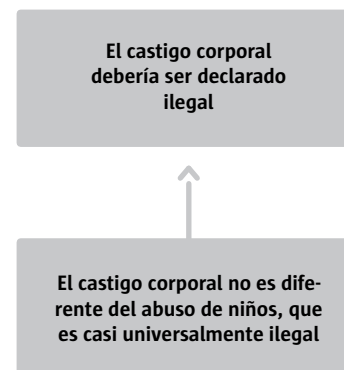 El castigo corporal
debería ser declarado
ilegal
El castigo corporal no es dife-
rente del abuso de niños, que
es casi universalmente ilegal